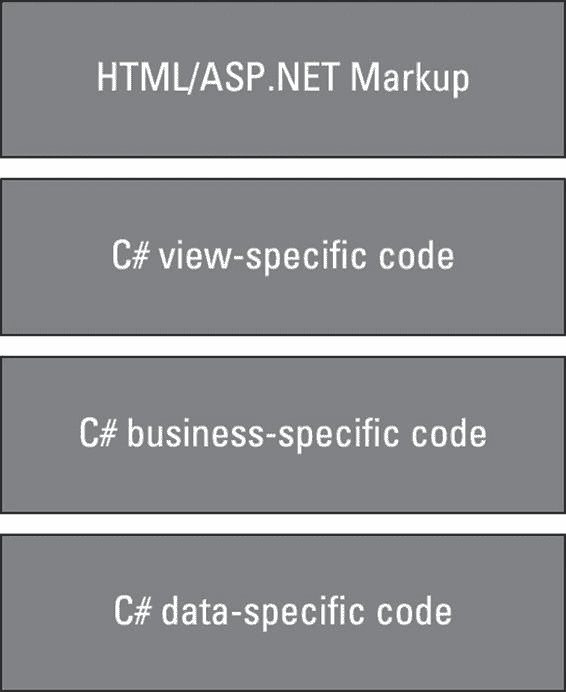 HTML/ASP.NET Markup
C# view-specific code
C# business-specific code
C# data-specific code